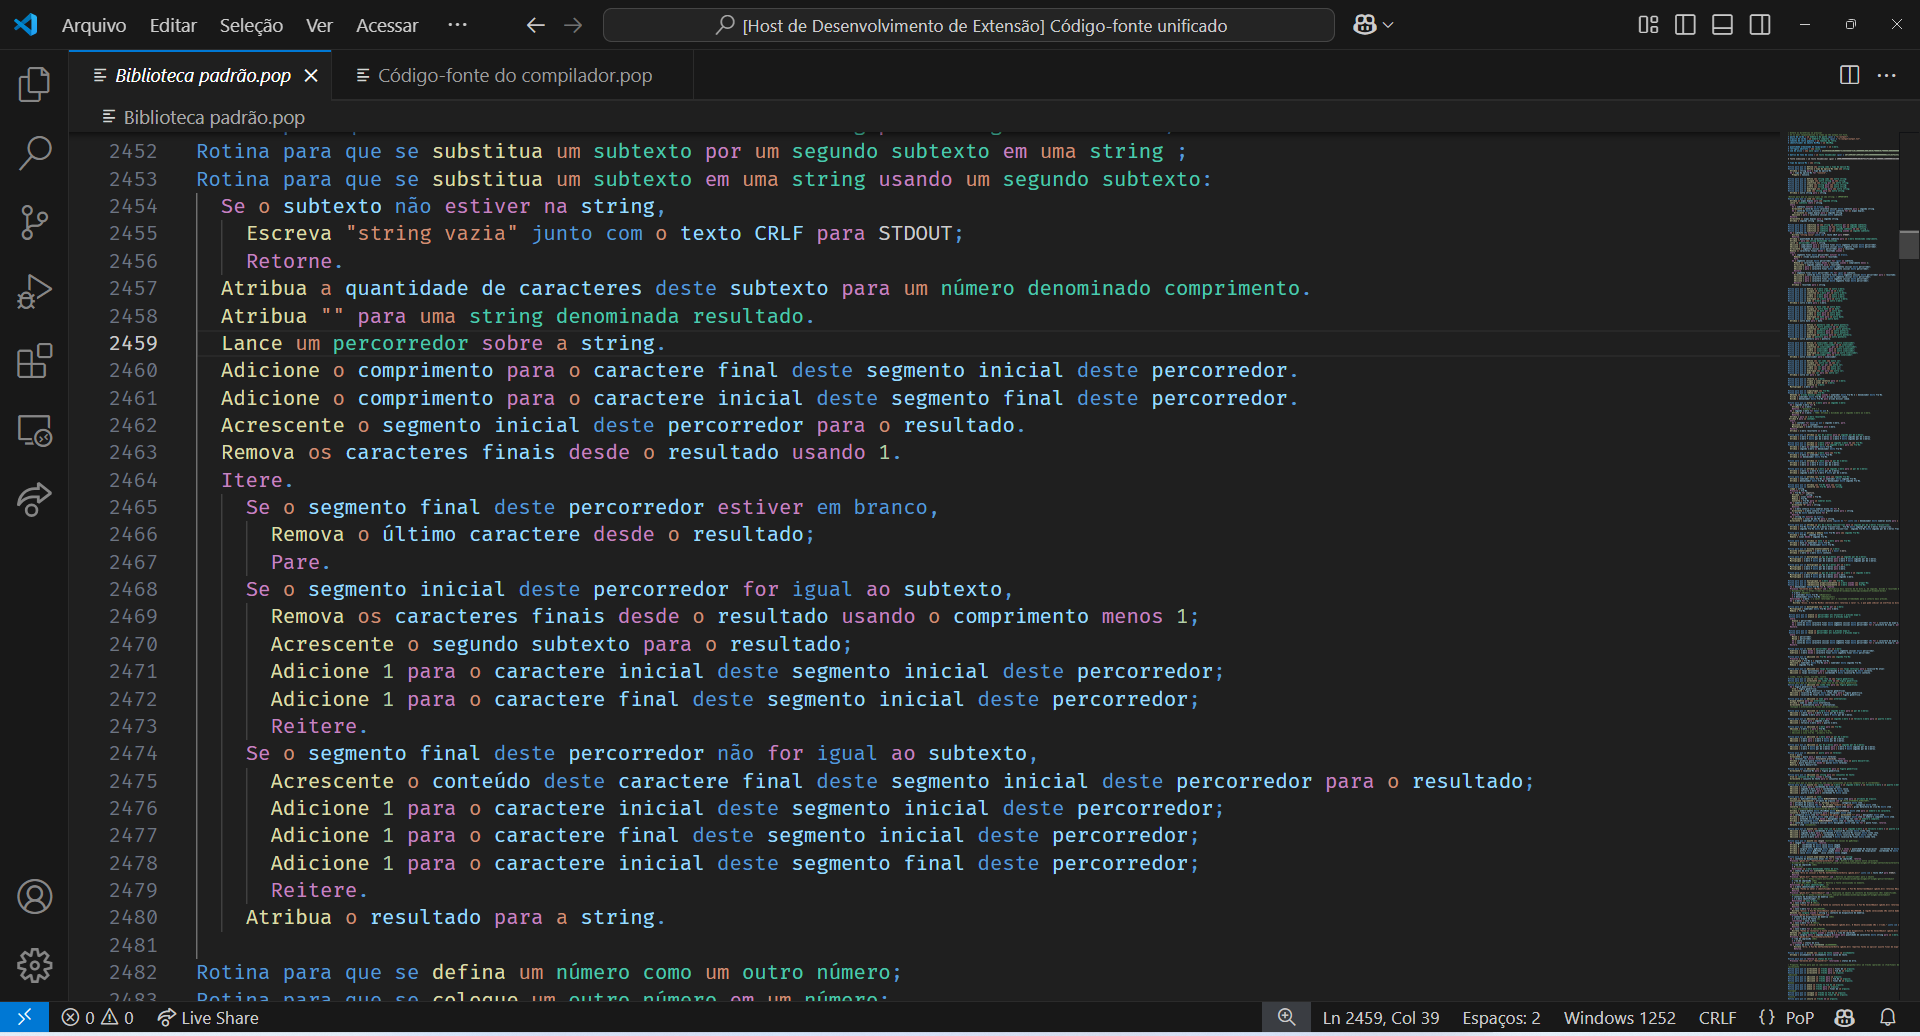 Arquivo Editar Seleção Ver Acessar ··· [Host de Desenvolvimento de Extensão] Código-fonte unificado
Biblioteca padrão.pop Código-fonte do compilador.pop
Biblioteca padrão.pop
2452 Rotina para que se substitua um subtexto por um segundo subtexto em uma string ;
2453 Rotina para que se substitua um subtexto em uma string usando um segundo subtexto:
2454 Se o subtexto não estiver na string,
2455 Escreva "string vazia" junto com o texto CRLF para STDOUT;
2456 Retorne.
2457 Atribua a quantidade de caracteres deste subtexto para um número denominado comprimento.
2458 Atribua "" para uma string denominada resultado.
2459 Lance um percorredor sobre a string.
2460 Adicione o comprimento para o caractere final deste segmento inicial deste percorredor.
2461 Adicione o comprimento para o caractere inicial deste segmento final deste percorredor.
2462 Acrescente o segmento inicial deste percorredor para o resultado.
2463 Remova os caracteres finais desde o resultado usando 1.
2464 Itere.
2465 Se o segmento final deste percorredor estiver em branco,
2466 Remova o último caractere desde o resultado;
2467 Pare.
2468 Se o segmento inicial deste percorredor for igual ao subtexto,
2469 Remova os caracteres finais desde o resultado usando o comprimento menos 1;
2470 Acrescente o segundo subtexto para o resultado;
2471 Adicione 1 para o caractere inicial deste segmento inicial deste percorredor;
2472 Adicione 1 para o caractere final deste segmento inicial deste percorredor;
2473 Reitere.
2474 Se o segmento final deste percorredor não for igual ao subtexto,
2475 Acrescente o conteúdo deste caractere final deste segmento inicial deste percorredor para o resultado;
2476 Adicione 1 para o caractere inicial deste segmento inicial deste percorredor;
2477 Adicione 1 para o caractere final deste segmento inicial deste percorredor;
2478 Adicione 1 para o caractere inicial deste segmento final deste percorredor;
2479 Reitere.
2480 Atribua o resultado para a string.
2481
2482 Rotina para que se defina um número como um outro número;
2483 Rotina para que se coloque um outro número em um número;
0 0 Live Share Ln 2459, Col 39 Espaços: 2 Windows 1252 CRLF {} PoP